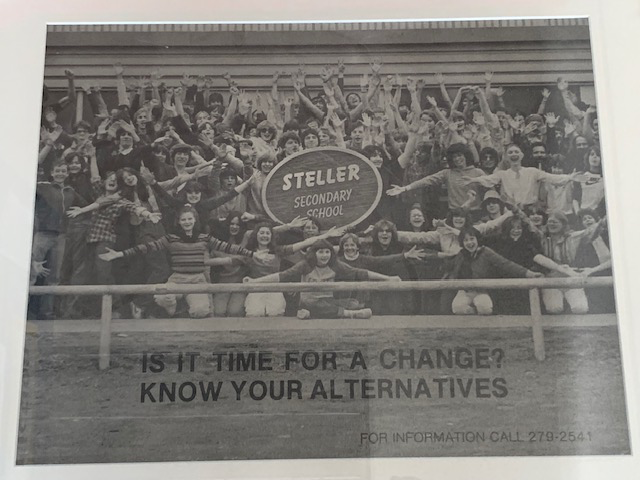 STELLER
SECONDARY
SCHOOL
IS IT TIME FOR A CHANGE?
KNOW YOUR ALTERNATIVES
FOR INFORMATION CALL 279-2541